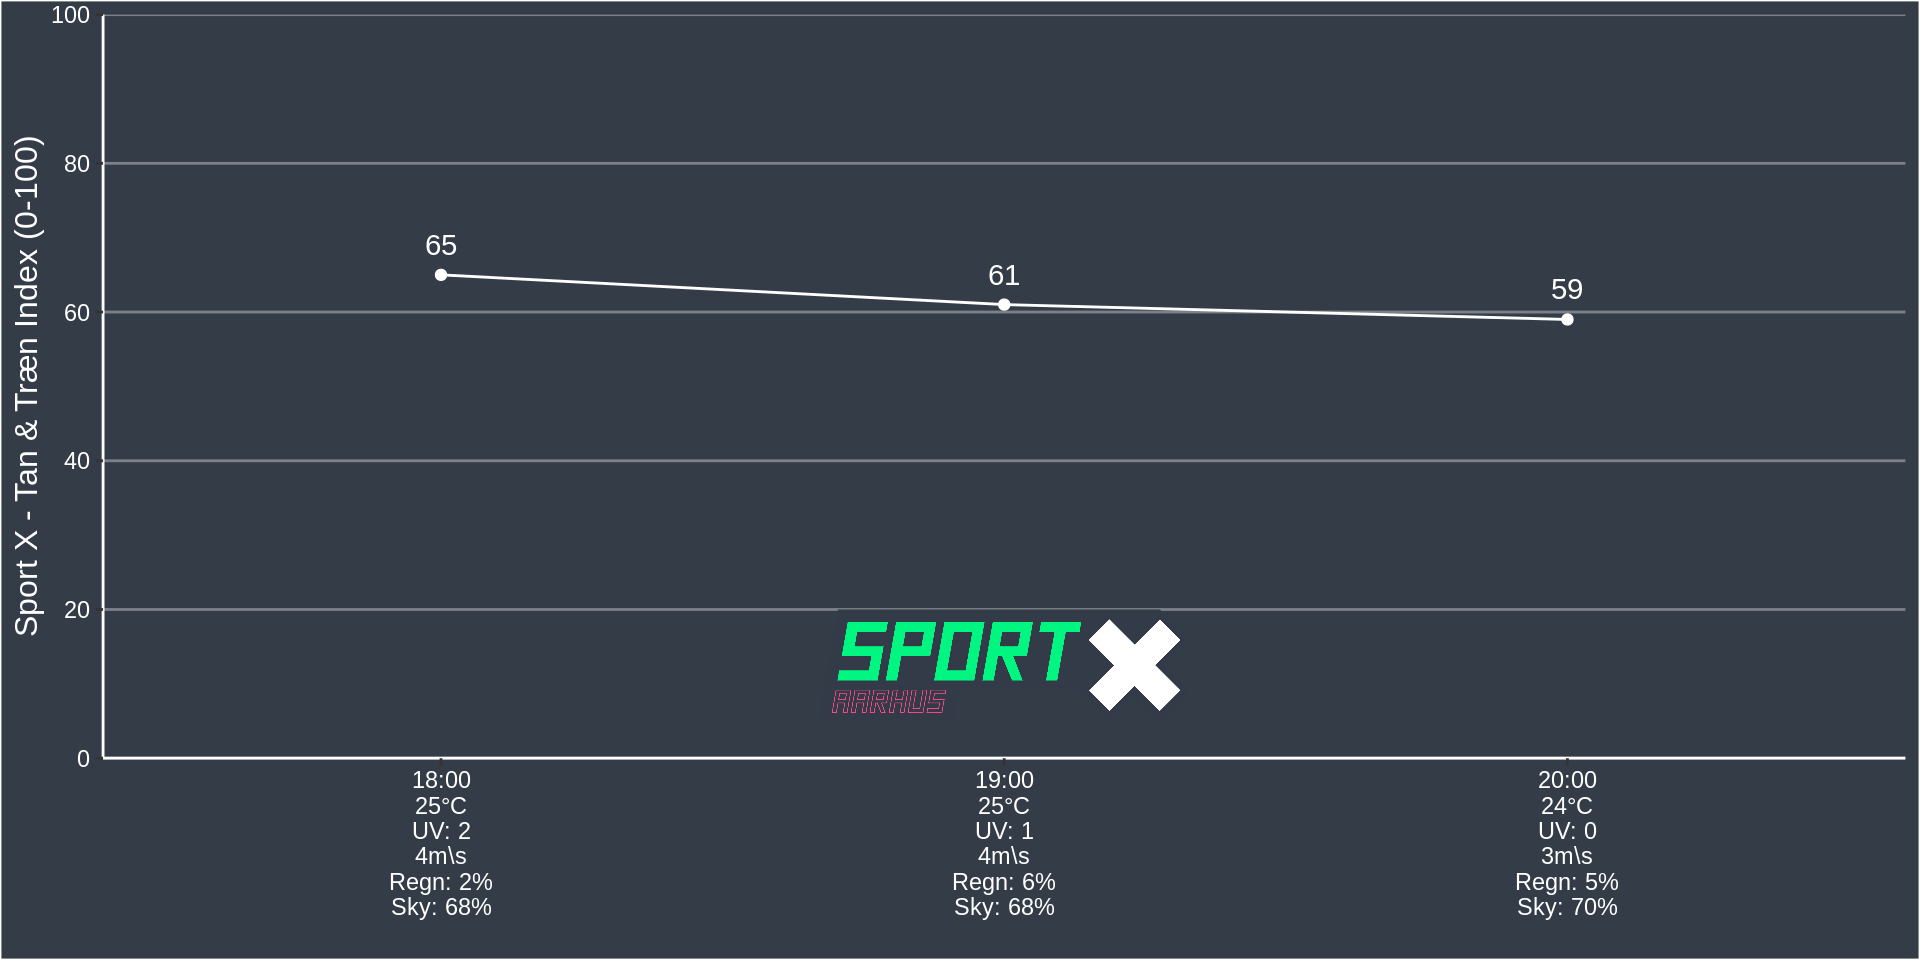 Sport X - Tan & Træn Index (0-100)
100
80
60
40
20
0
65
61
59
SPORT X
AARHUS
18:00
25°C
UV: 2
4m\s
Regn: 2%
Sky: 68%
19:00
25°C
UV: 1
4m\s
Regn: 6%
Sky: 68%
20:00
24°C
UV: 0
3m\s
Regn: 5%
Sky: 70%